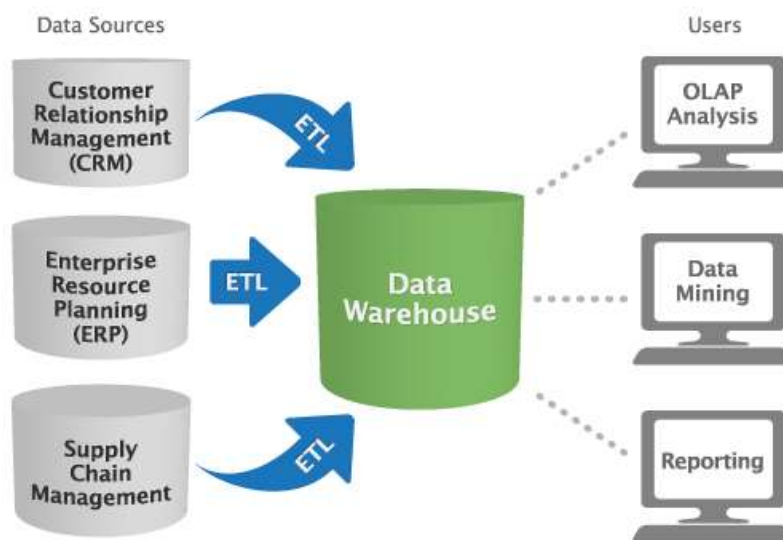 Data Sources
Users
Customer
Relationship
Management
(CRM)
ETL
OLAP
Analysis
Enterprise
Resource
Planning
(ERP)
ETL
Data
Warehouse
Data
Mining
Supply
Chain
Management
ETL
Reporting